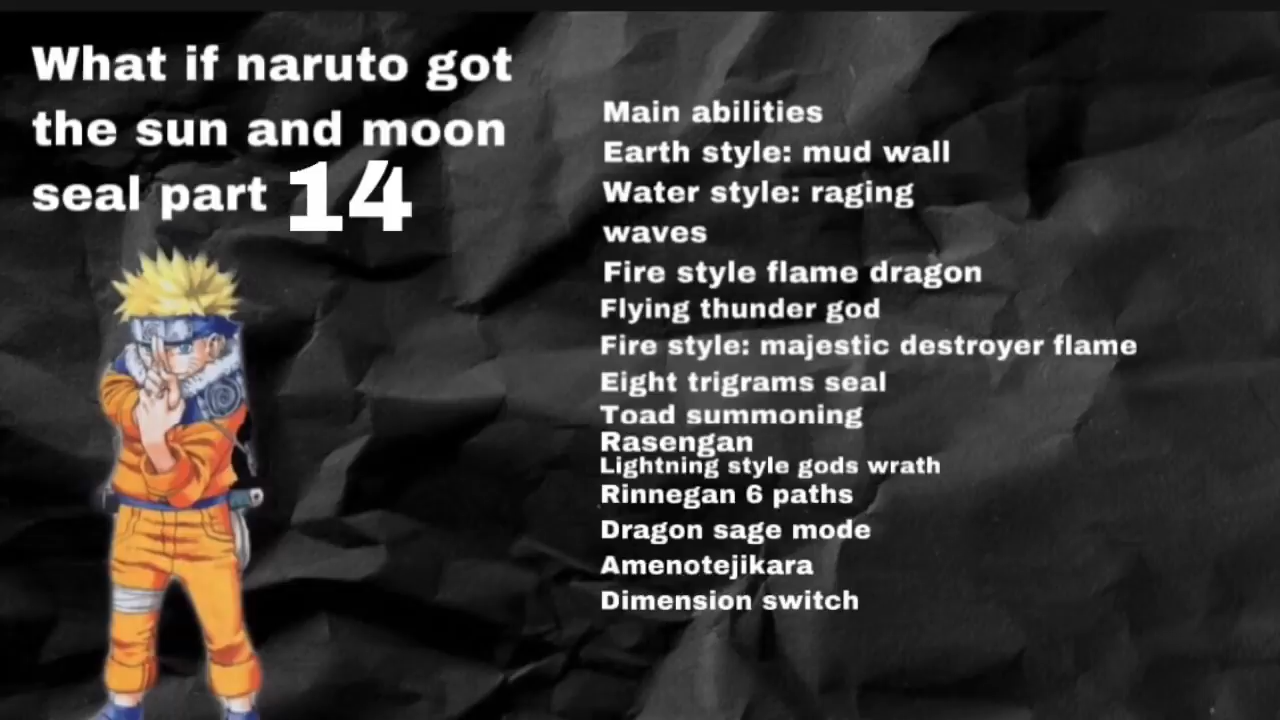 What if naruto got
the sun and moon
seal part 14
Main abilities
Earth style: mud wall
Water style: raging
waves
Fire style flame dragon
Flying thunder god
Fire style: majestic destroyer flame
Eight trigrams seal
Toad summoning
Rasengan
Lightning style gods wrath
Rinnegan 6 paths
Dragon sage mode
Amenotejikara
Dimension switch